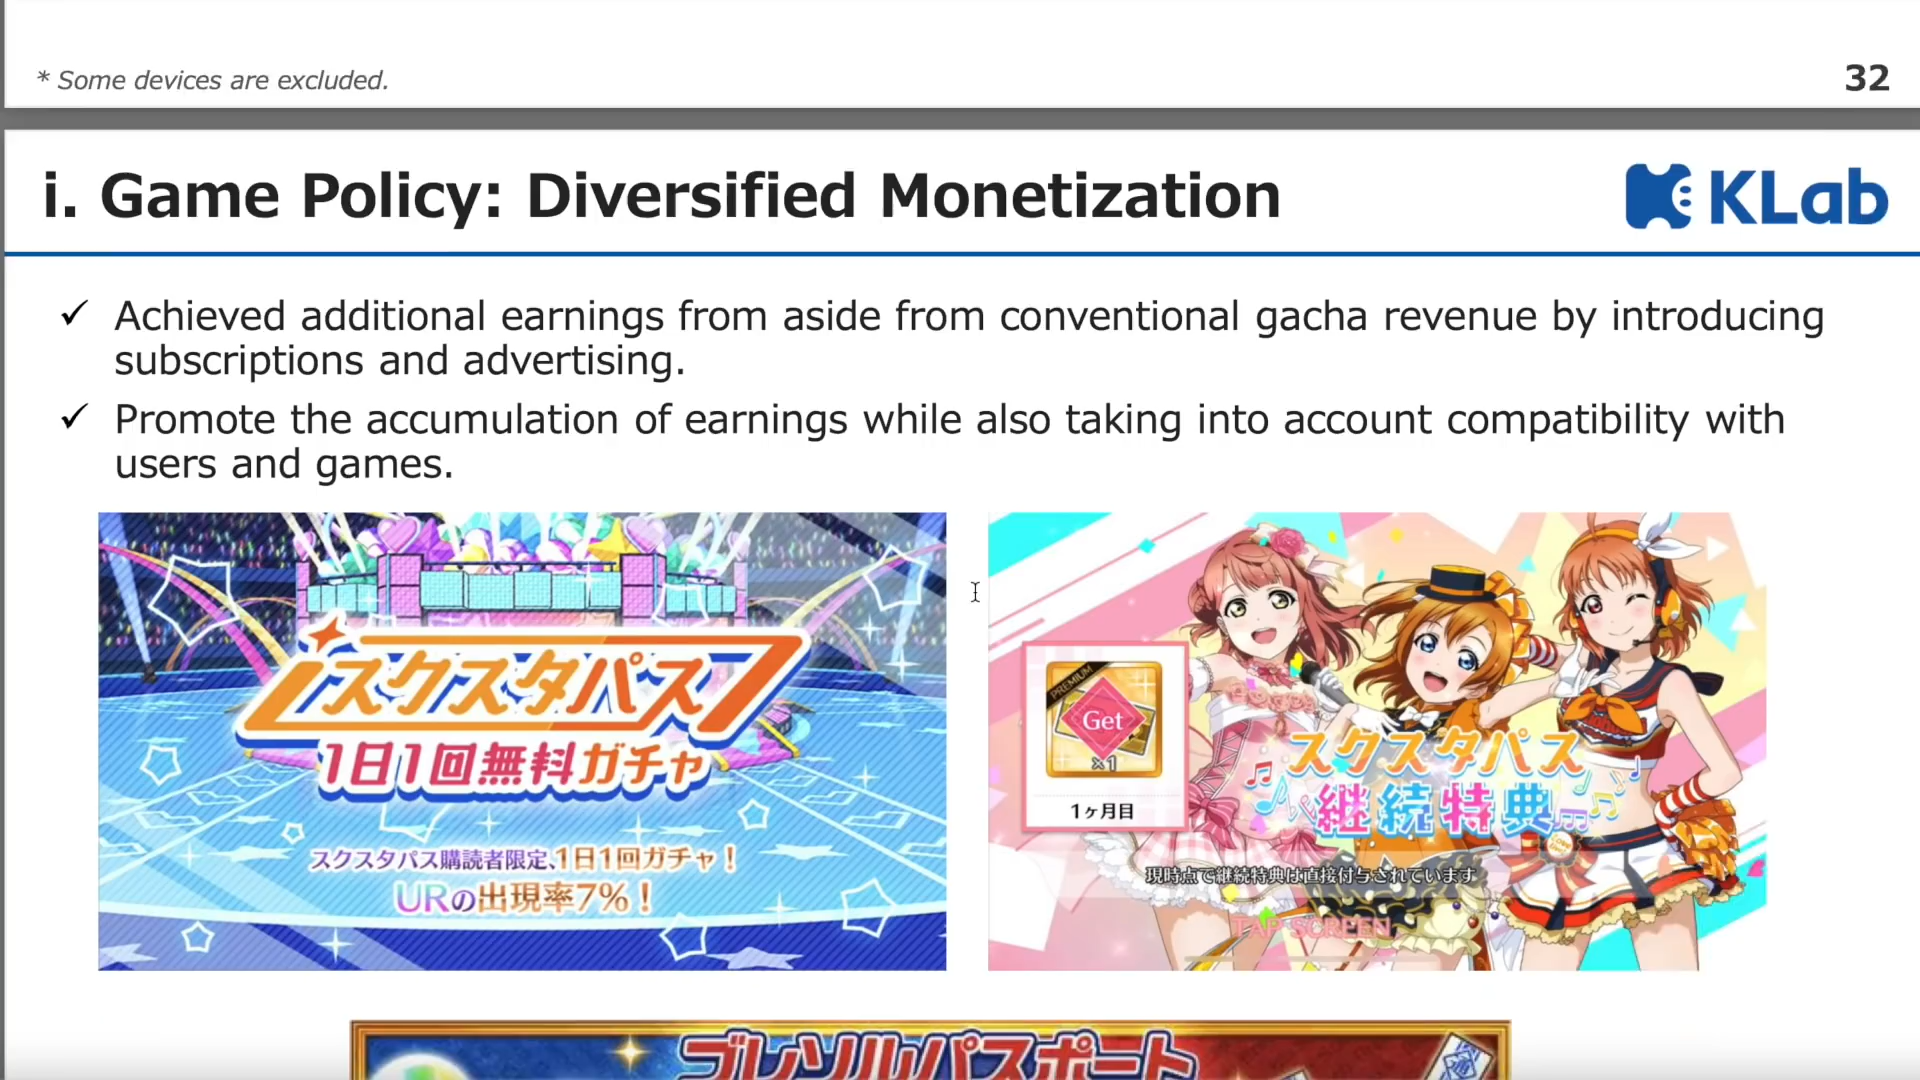 * Some devices are excluded.
32
i. Game Policy: Diversified Monetization
KLab
✓ Achieved additional earnings from aside from conventional gacha revenue by introducing
subscriptions and advertising.
✓ Promote the accumulation of earnings while also taking into account compatibility with
users and games.
スクスタパス
1日1回無料ガチャ
スクスタパス購読者限定、1日1回ガチャ！
URの出現率7%！
PREMIUM
Get
×1
1ヶ月目
スクスタパス
継続特典
現時点で継続特典は直接付与されています
TAP SCREEN
ブレソルパスポート